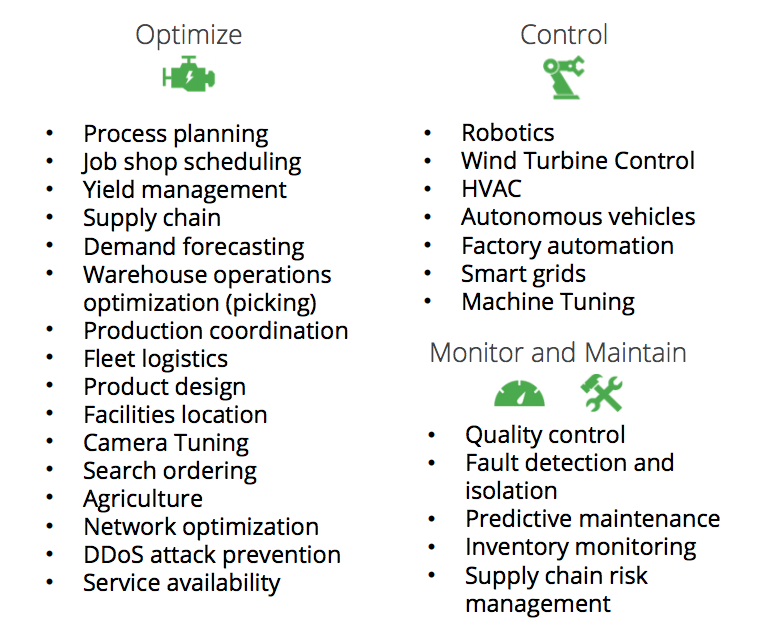 Optimize
• Process planning
• Job shop scheduling
• Yield management
• Supply chain
• Demand forecasting
• Warehouse operations
optimization (picking)
• Production coordination
• Fleet logistics
• Product design
• Facilities location
• Camera Tuning
• Search ordering
• Agriculture
• Network optimization
• DDoS attack prevention
• Service availability
Control
• Robotics
• Wind Turbine Control
• HVAC
• Autonomous vehicles
• Factory automation
• Smart grids
• Machine Tuning
Monitor and Maintain
• Quality control
• Fault detection and
isolation
• Predictive maintenance
• Inventory monitoring
• Supply chain risk
management